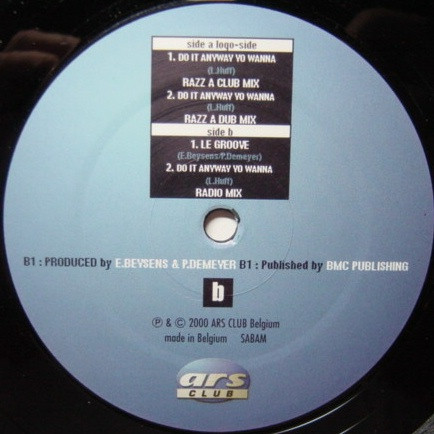 side a logo-side
1. DO IT ANYWAY YO WANNA
(L.Huff)
RAZZ A CLUB MIX
2. DO IT ANYWAY YO WANNA
(L.Huff)
RAZZ A DUB MIX
side b
1. LE GROOVE
(E.Beysens/P.Demeyer)
2. DO IT ANYWAY YO WANNA
(L.Huff)
RADIO MIX
B1 : PRODUCED by E.BEYSENS & P.DEMEYER B1 : Published by BMC PUBLISHING
b
℗ & © 2000 ARS CLUB Belgium
made in Belgium SABAM
ars
CLUB